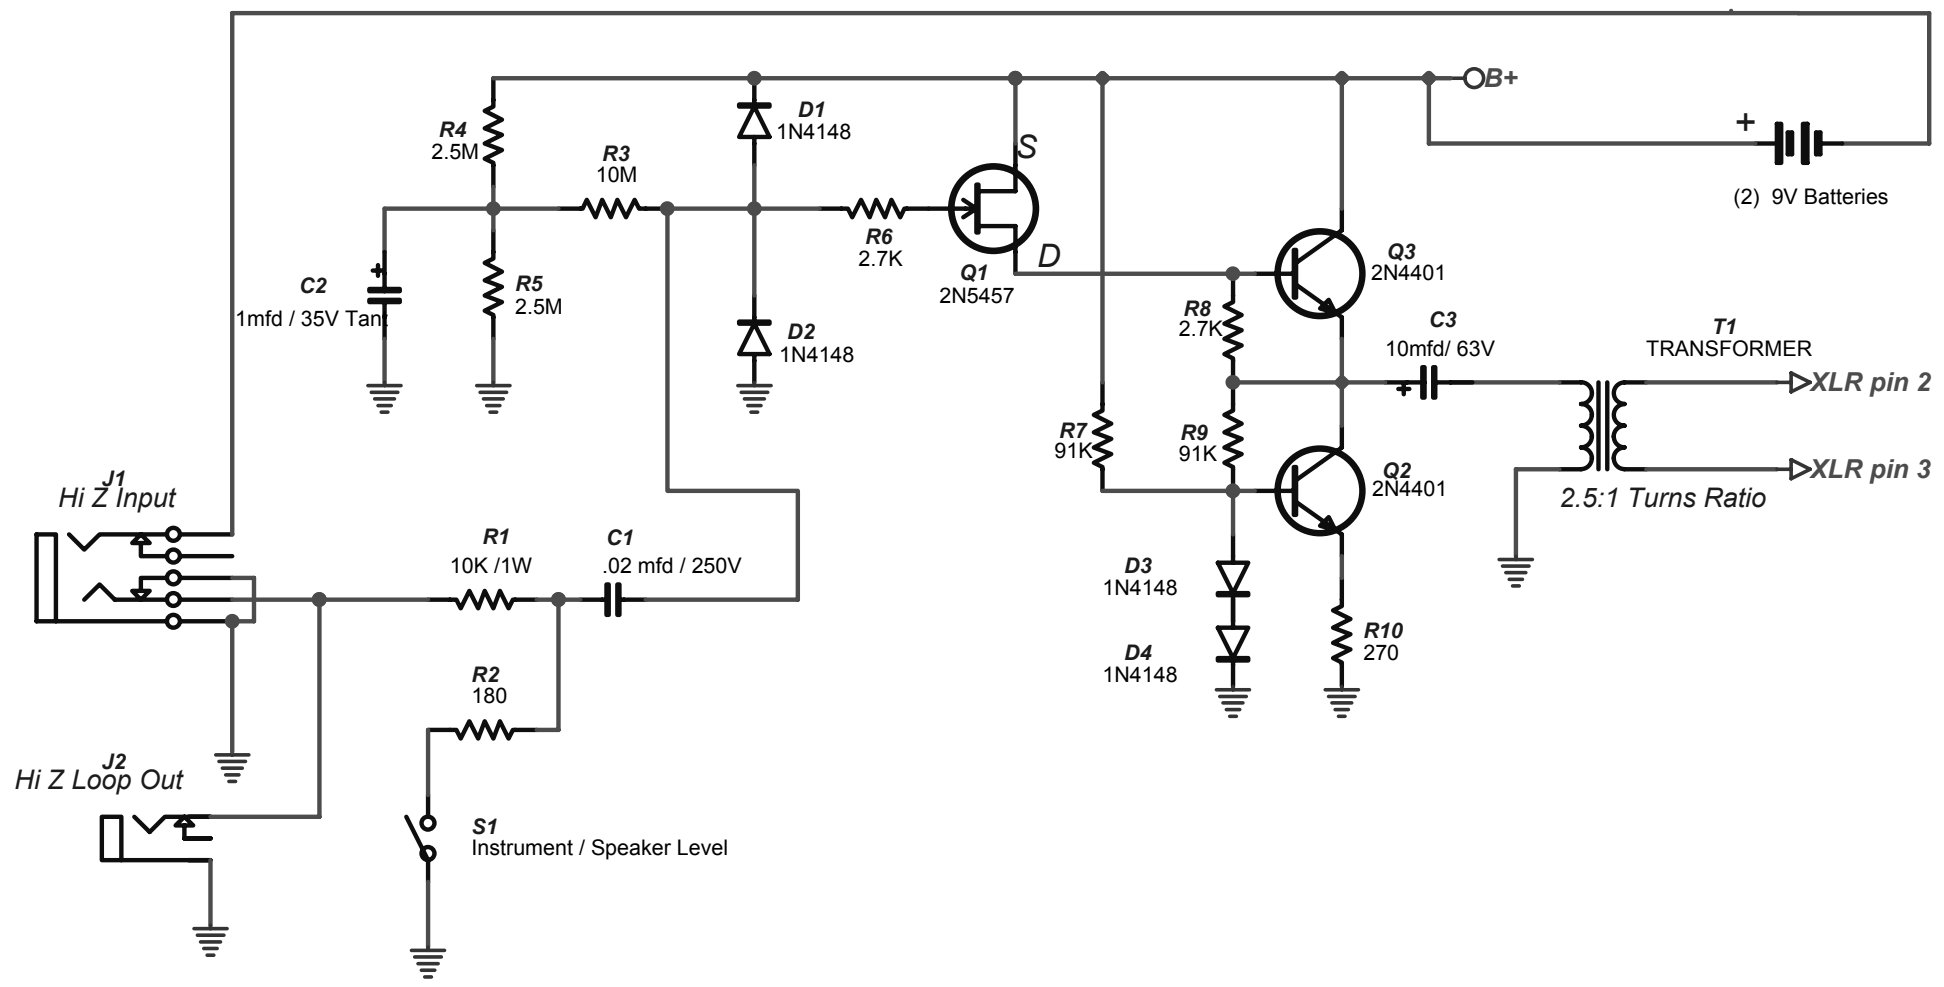 B+
+
(2) 9V Batteries
D1
1N4148
R4
2.5M
R3
10M
S
R6
2.7K
D
Q1
2N5457
Q3
2N4401
+
C2
1mfd / 35V Tant
R5
2.5M
D2
1N4148
R8
2.7K
C3
10mfd/ 63V
+
T1
TRANSFORMER
XLR pin 2
R7
91K
R9
91K
Q2
2N4401
XLR pin 3
2.5:1 Turns Ratio
J1
Hi Z Input
R1
10K /1W
C1
.02 mfd / 250V
D3
1N4148
D4
1N4148
R10
270
R2
180
J2
Hi Z Loop Out
S1
Instrument / Speaker Level